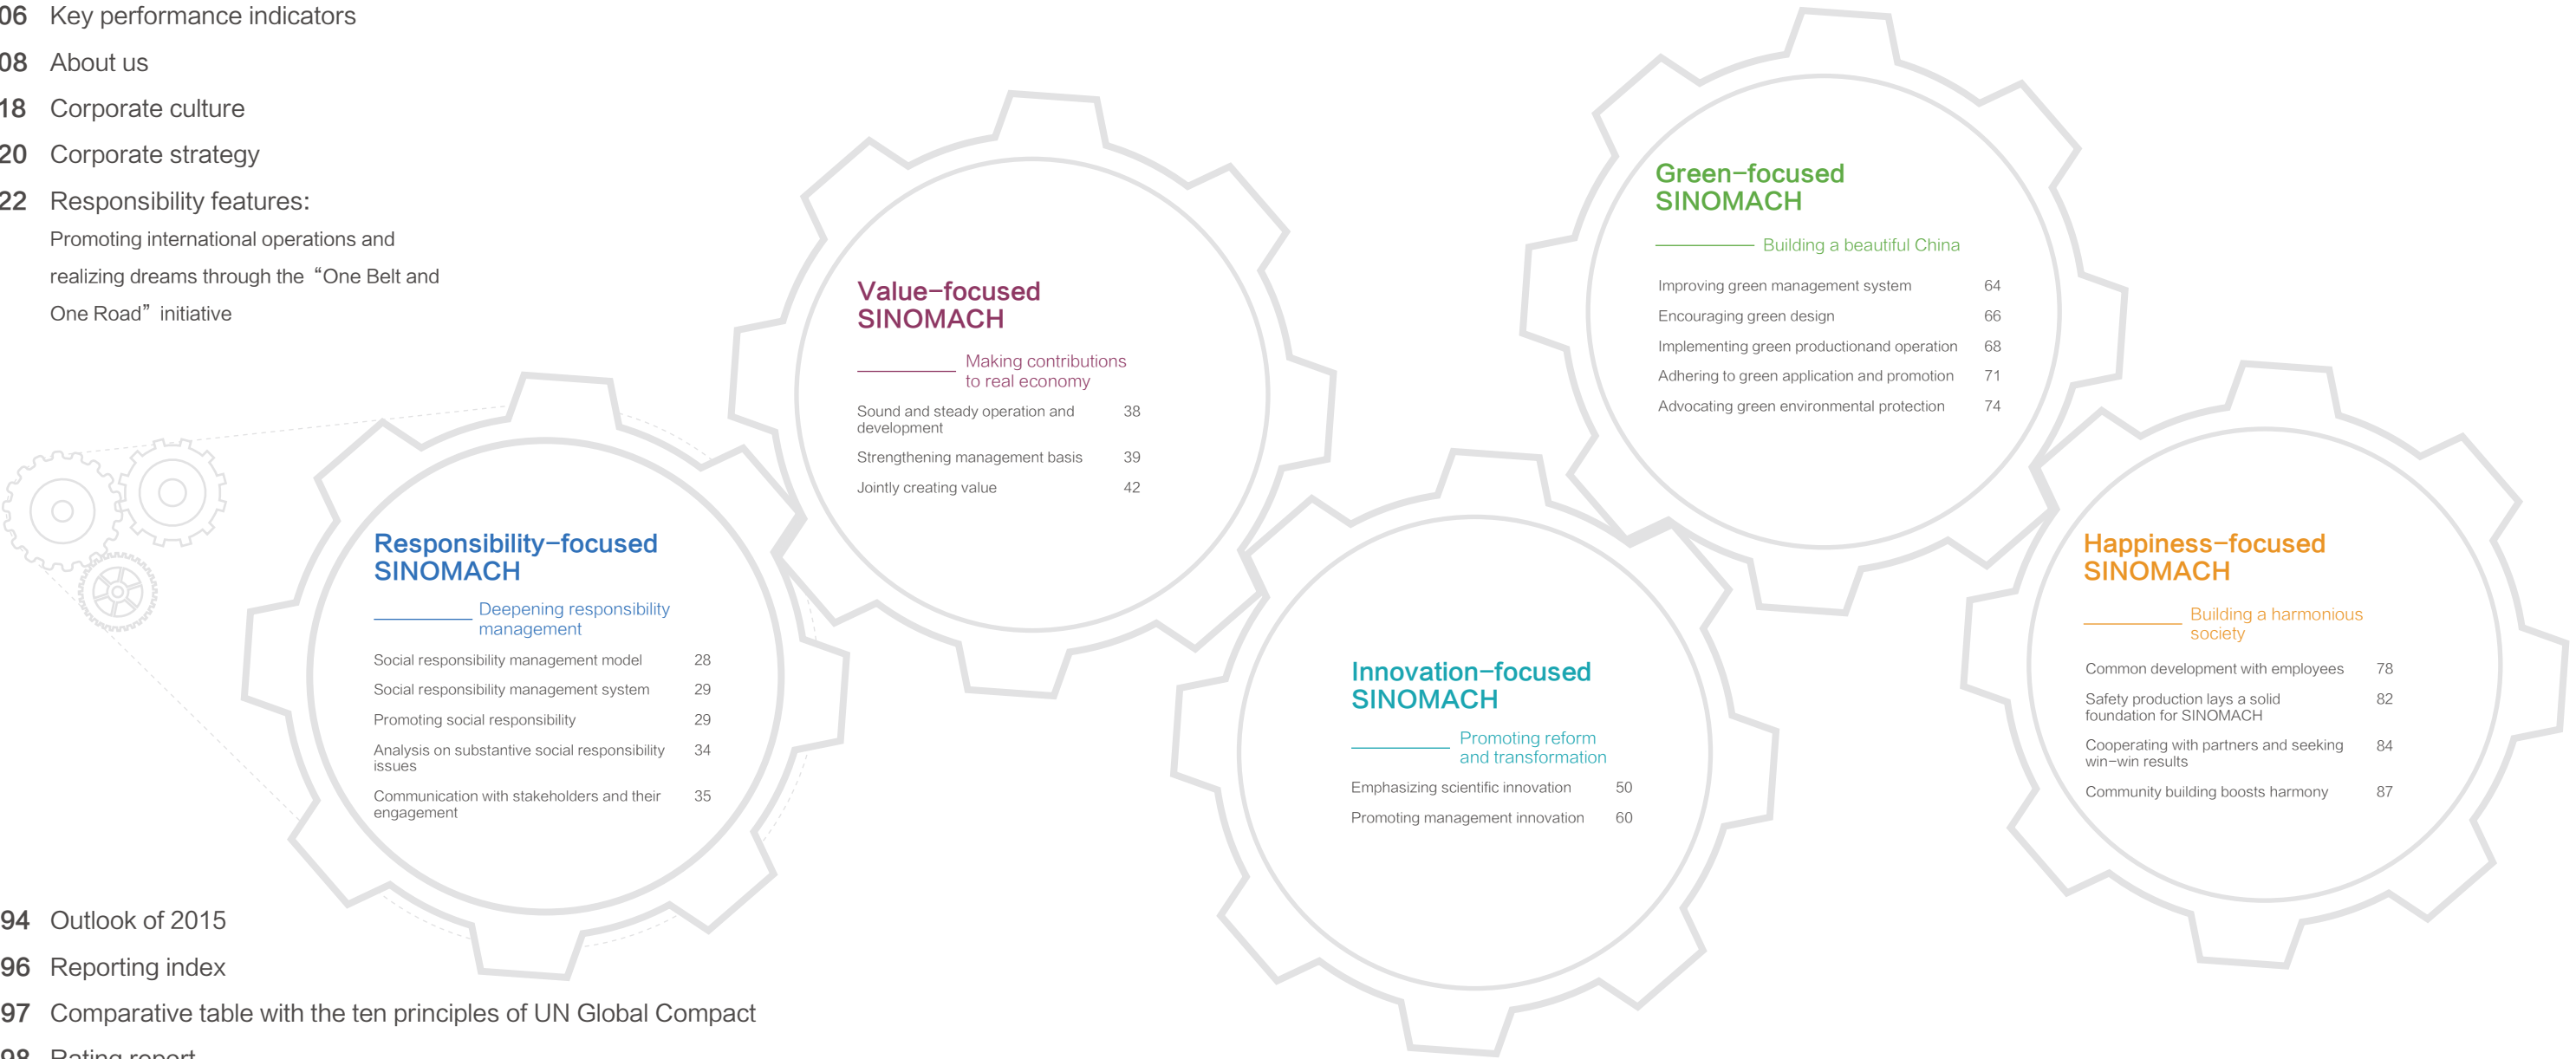 06 Key performance indicators
08 About us
18 Corporate culture
20 Corporate strategy
22 Responsibility features:
Promoting international operations and
realizing dreams through the “One Belt and
One Road” initiative
Responsibility-focused
SINOMACH
Deepening responsibility
management
Social responsibility management model 28
Social responsibility management system 29
Promoting social responsibility 29
Analysis on substantive social responsibility 34
issues
Communication with stakeholders and their 35
engagement
Value-focused
SINOMACH
Making contributions
to real economy
Sound and steady operation and 38
development
Strengthening management basis 39
Jointly creating value 42
Innovation-focused
SINOMACH
Promoting reform
and transformation
Emphasizing scientific innovation 50
Promoting management innovation 60
Green-focused
SINOMACH
Building a beautiful China
Improving green management system 64
Encouraging green design 66
Implementing green productionand operation 68
Adhering to green application and promotion 71
Advocating green environmental protection 74
Happiness-focused
SINOMACH
Building a harmonious
society
Common development with employees 78
Safety production lays a solid 82
foundation for SINOMACH
Cooperating with partners and seeking 84
win-win results
Community building boosts harmony 87
94 Outlook of 2015
96 Reporting index
97 Comparative table with the ten principles of UN Global Compact
98 Rating report